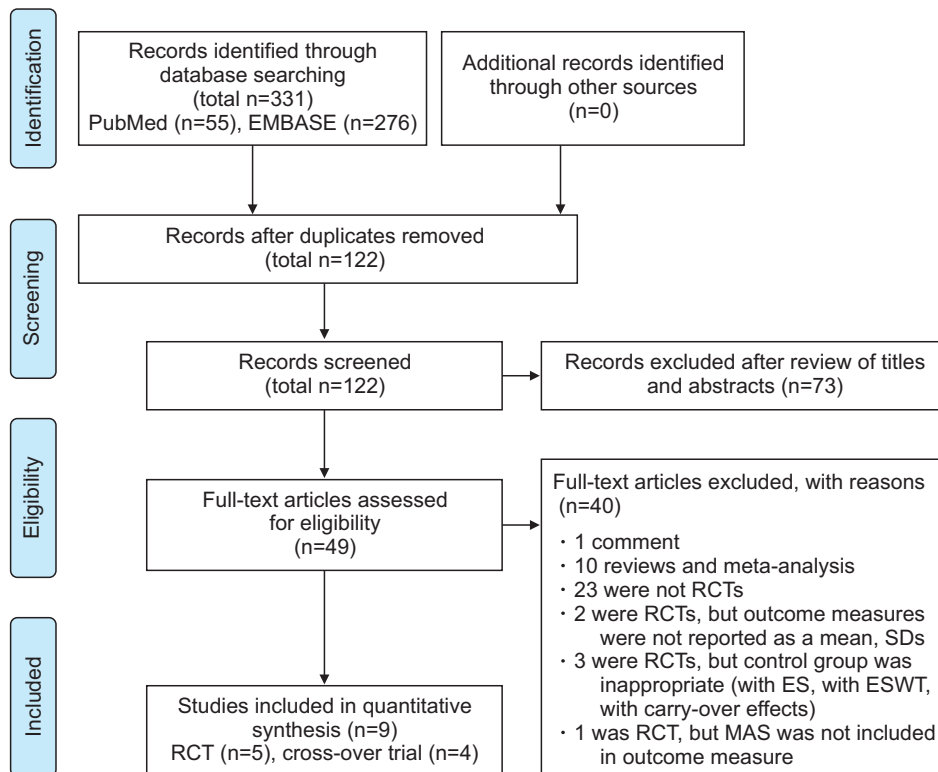 Identification
Records identified through
database searching
(total n=331)
PubMed (n=55), EMBASE (n=276)
Additional records identified
through other sources
(n=0)
Screening
Records after duplicates removed
(total n=122)
Records screened
(total n=122)
Records excluded after review of titles
and abstracts (n=73)
Eligibility
Full-text articles assessed
for eligibility
(n=49)
Full-text articles excluded, with reasons
(n=40)
· 1 comment
· 10 reviews and meta-analysis
· 23 were not RCTs
· 2 were RCTs, but outcome measures
were not reported as a mean, SDs
· 3 were RCTs, but control group was
inappropriate (with ES, with ESWT,
with carry-over effects)
· 1 was RCT, but MAS was not included
in outcome measure
Included
Studies included in quantitative
synthesis (n=9)
RCT (n=5), cross-over trial (n=4)